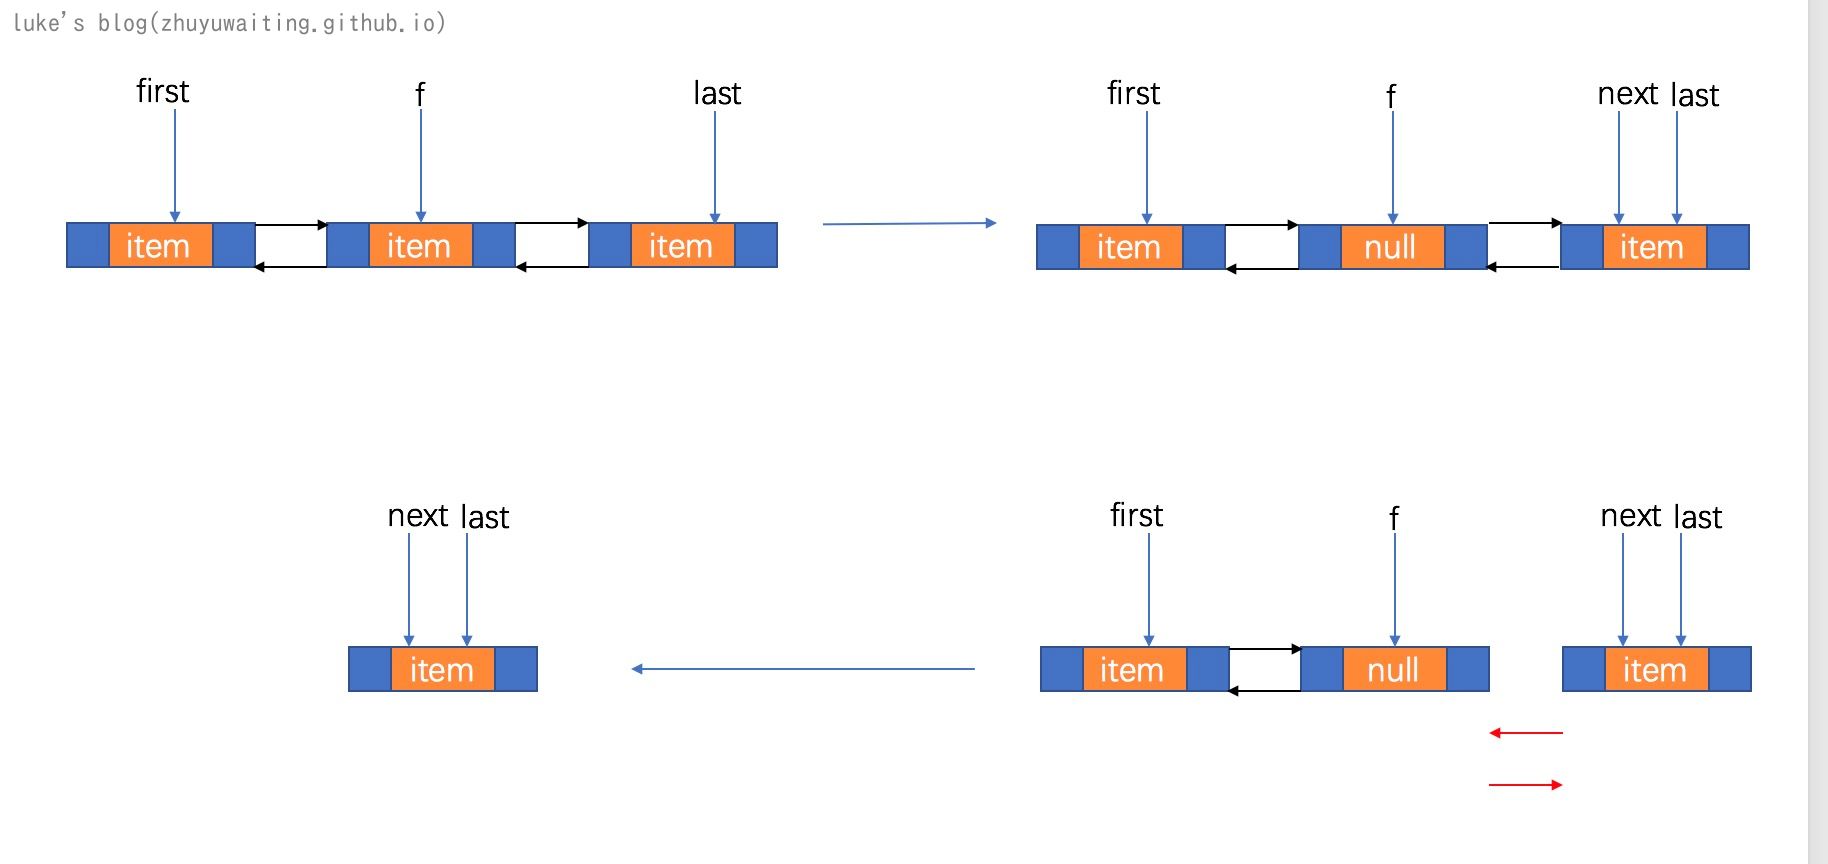 luke's blog(zhuyuwaiting.github.io)
first f last
first f next last
item item item
item null item
next last
first f next last
item
item null item